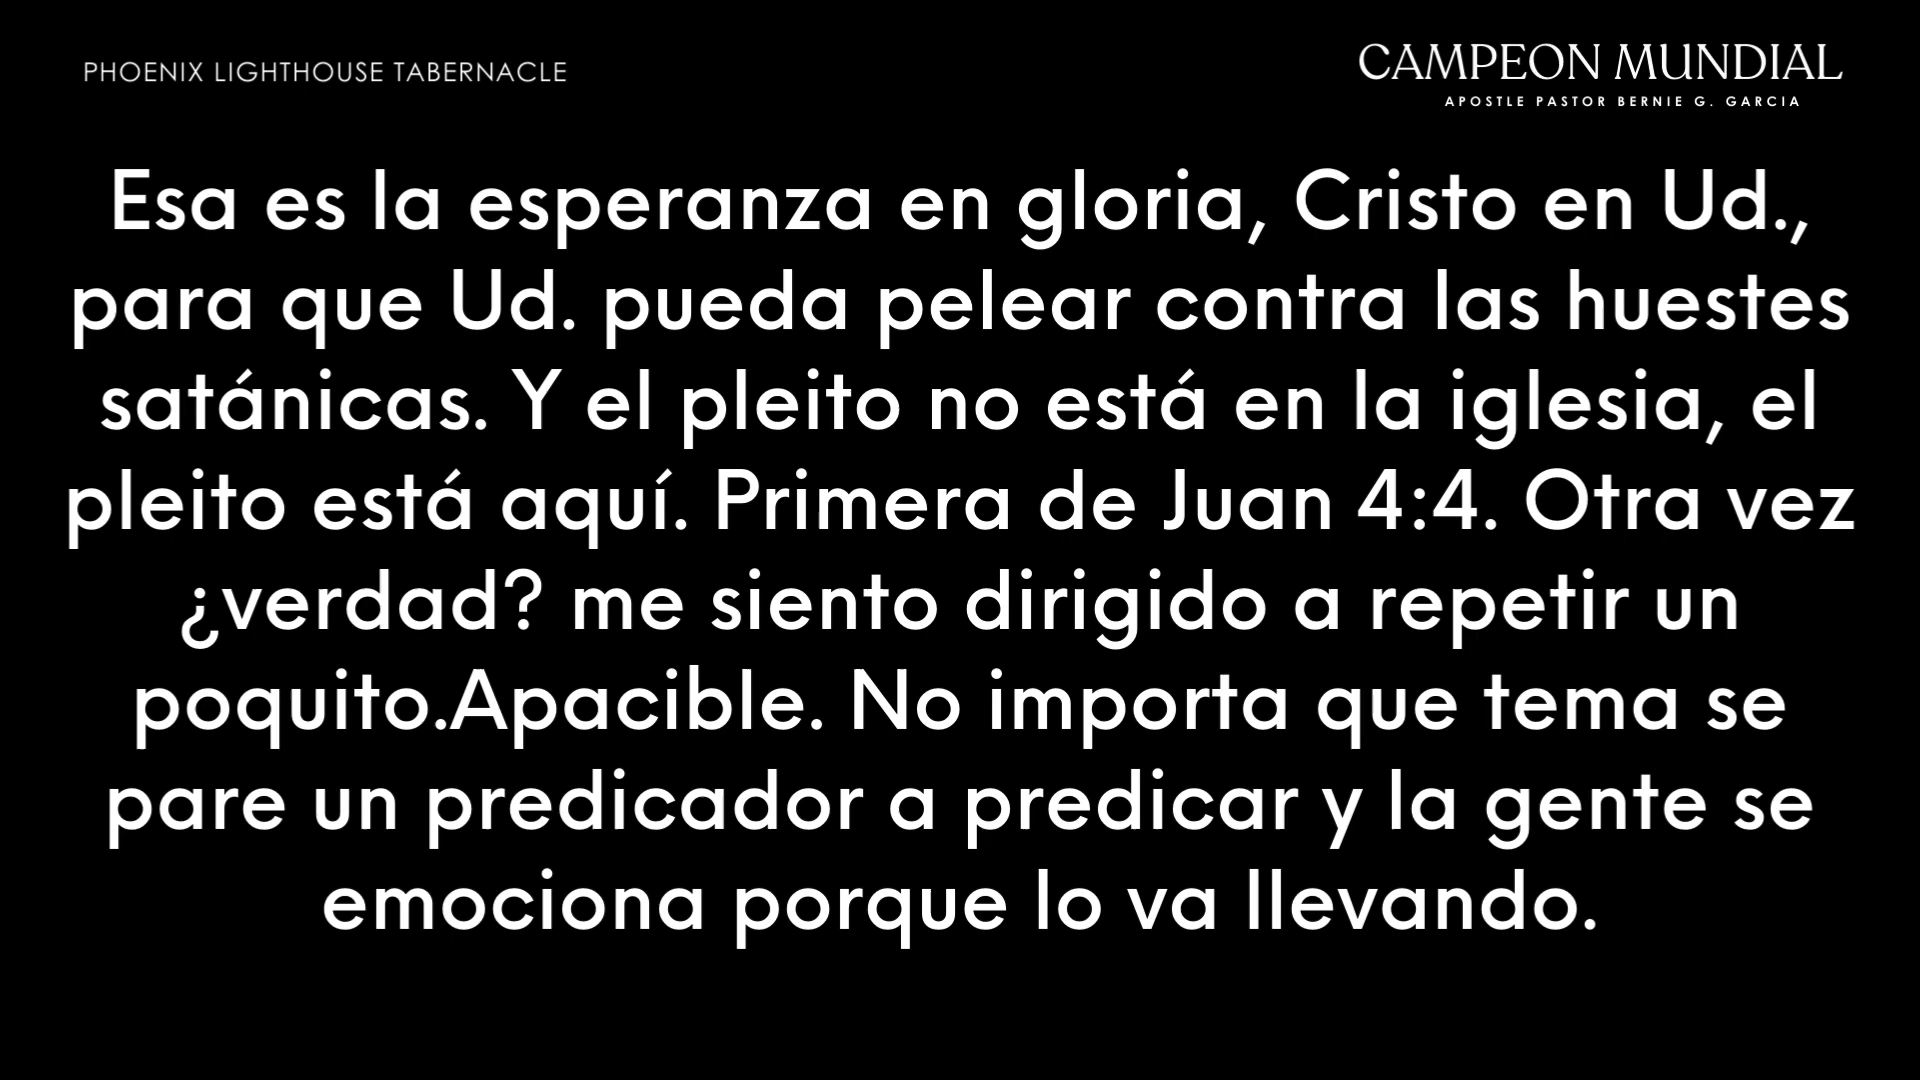 PHOENIX LIGHTHOUSE TABERNACLE
CAMPEON MUNDIAL
APOSTLE PASTOR BERNIE G. GARCIA
Esa es la esperanza en gloria, Cristo en Ud.,
para que Ud. pueda pelear contra las huestes
satánicas. Y el pleito no está en la iglesia, el
pleito está aquí. Primera de Juan 4:4. Otra vez
¿verdad? me siento dirigido a repetir un
poquito.Apacible. No importa que tema se
pare un predicador a predicar y la gente se
emociona porque lo va llevando.